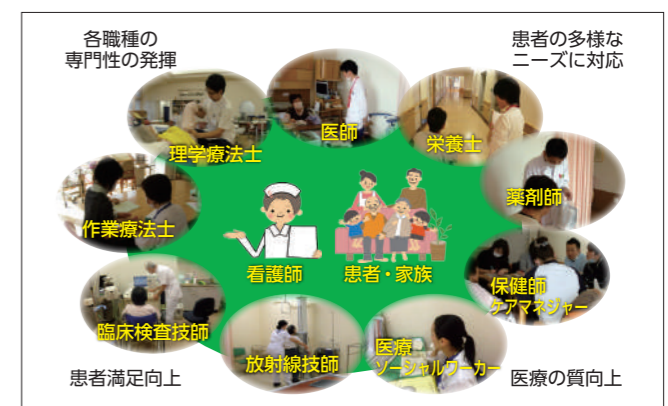 各職種の
専門性の発揮
患者の多様な
ニーズに対応
医師
理学療法士
栄養士
作業療法士
薬剤師
看護師
患者・家族
保健師
ケアマネジャー
臨床検査技師
放射線技師
医療
ソーシャルワーカー
患者満足向上
医療の質向上